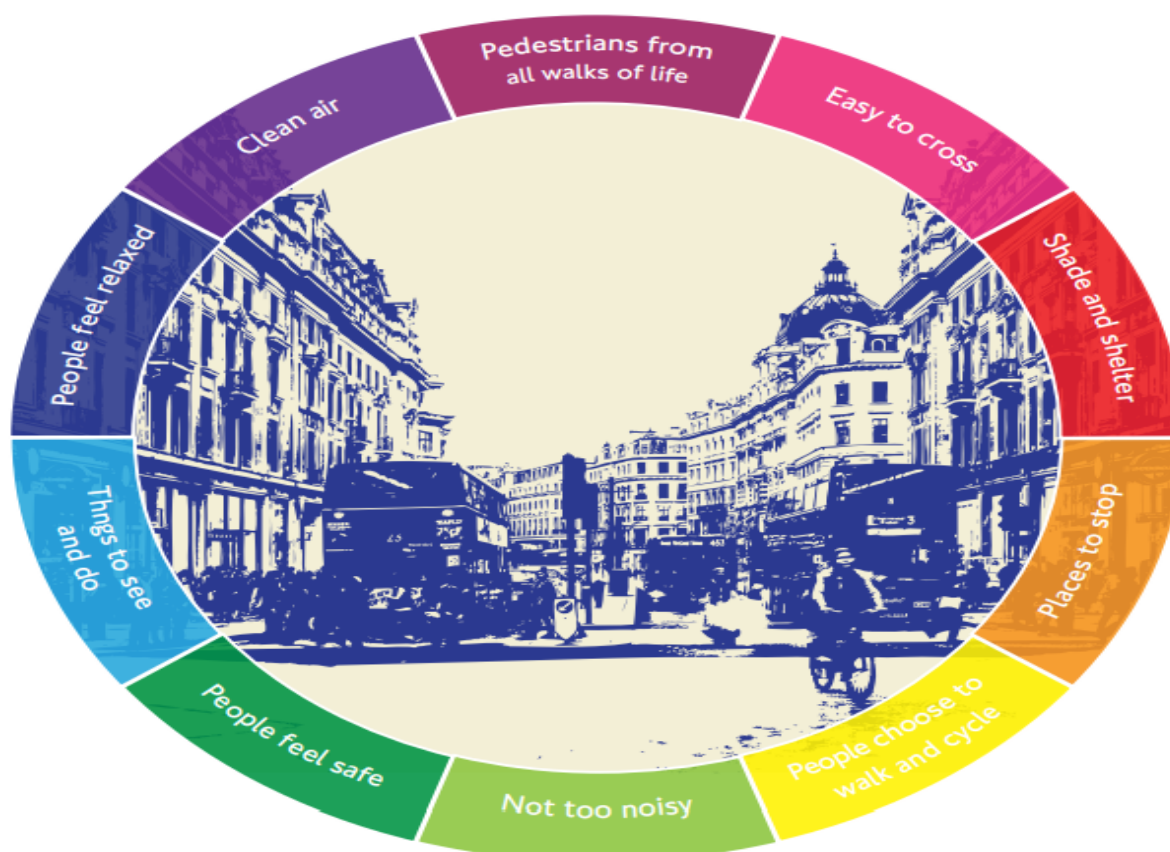 Pedestrians from
all walks of life
Easy to cross
Shade and shelter
Places to stop
People choose to
walk and cycle
Not too noisy
People feel safe
Things to see
and do
People feel relaxed
Clean air